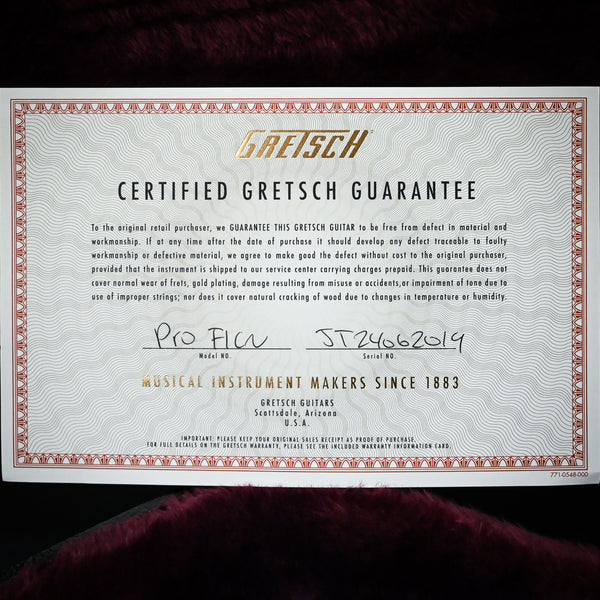 GRETSCH®
CERTIFIED GRETSCH GUARANTEE
To the original retail purchaser, we GUARANTEE THIS GRETSCH GUITAR to be free from defect in material and
workmanship. If at any time after the date of purchase it should develop any defect traceable to faulty
workmanship or defective material, we agree to make good the defect without cost to the original purchaser,
provided that the instrument is shipped to our service center carrying charges prepaid. This guarantee does not
cover normal wear of frets, gold plating, damage resulting from misuse or accidents,or impairment of tone due to
use of improper strings; nor does it cover natural cracking of wood due to changes in temperature or humidity.
Pro JT24062019
Model NO. Serial NO.
MUSICAL INSTRUMENT MAKERS SINCE 1883
GRETSCH GUITARS
Scottsdale, Arizona
U.S.A.
IMPORTANT: PLEASE KEEP YOUR ORIGINAL SALES RECEIPT AS PROOF OF PURCHASE.
FOR FULL DETAILS ON THE GRETSCH WARRANTY, PLEASE SEE THE INCLUDED WARRANTY INFORMATION CARD.
771-0548-000